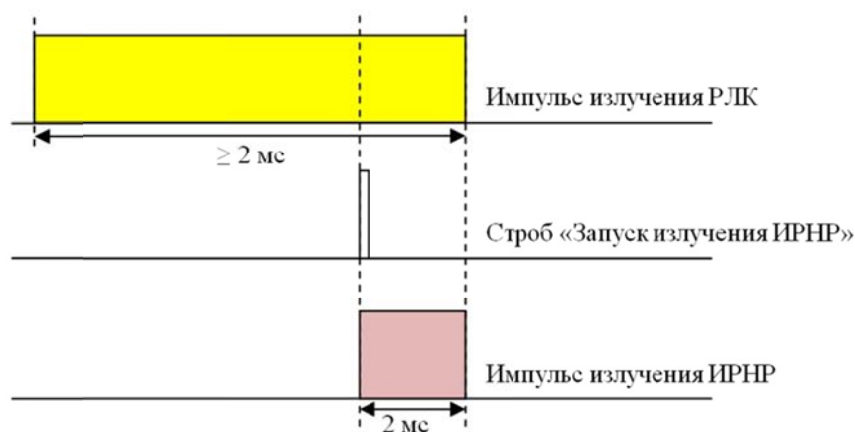 Импульс излучения РЛК
≥ 2 мс
Строб «Запуск излучения ИРНР»
Импульс излучения ИРНР
2 мс